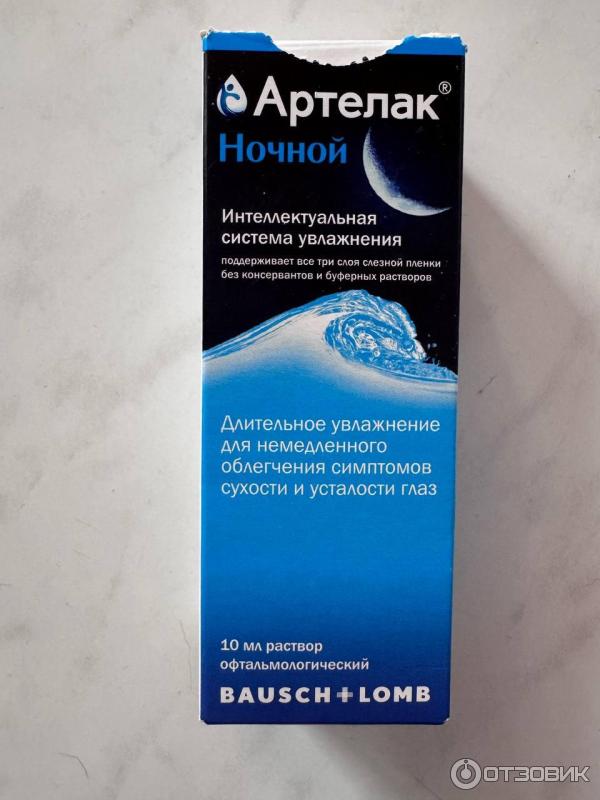 Артелак®
Ночной
Интеллектуальная
система увлажнения
поддерживает все три слоя слезной пленки
без консервантов и буферных растворов
Длительное увлажнение
для немедленного
облегчения симптомов
сухости и усталости глаз
10 мл раствор
офтальмологический
BAUSCH+LOMB
ОТЗОВИК